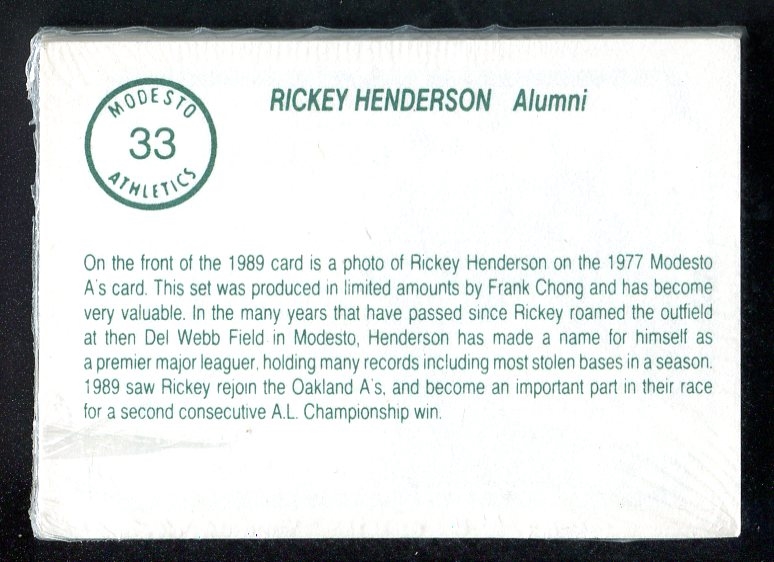 MODESTO
33
ATHLETICS
RICKEY HENDERSON Alumni
On the front of the 1989 card is a photo of Rickey Henderson on the 1977 Modesto
A's card. This set was produced in limited amounts by Frank Chong and has become
very valuable. In the many years that have passed since Rickey roamed the outfield
at then Del Webb Field in Modesto, Henderson has made a name for himself as
a premier major leaguer, holding many records including most stolen bases in a season.
1989 saw Rickey rejoin the Oakland A's, and become an important part in their race
for a second consecutive A.L. Championship win.